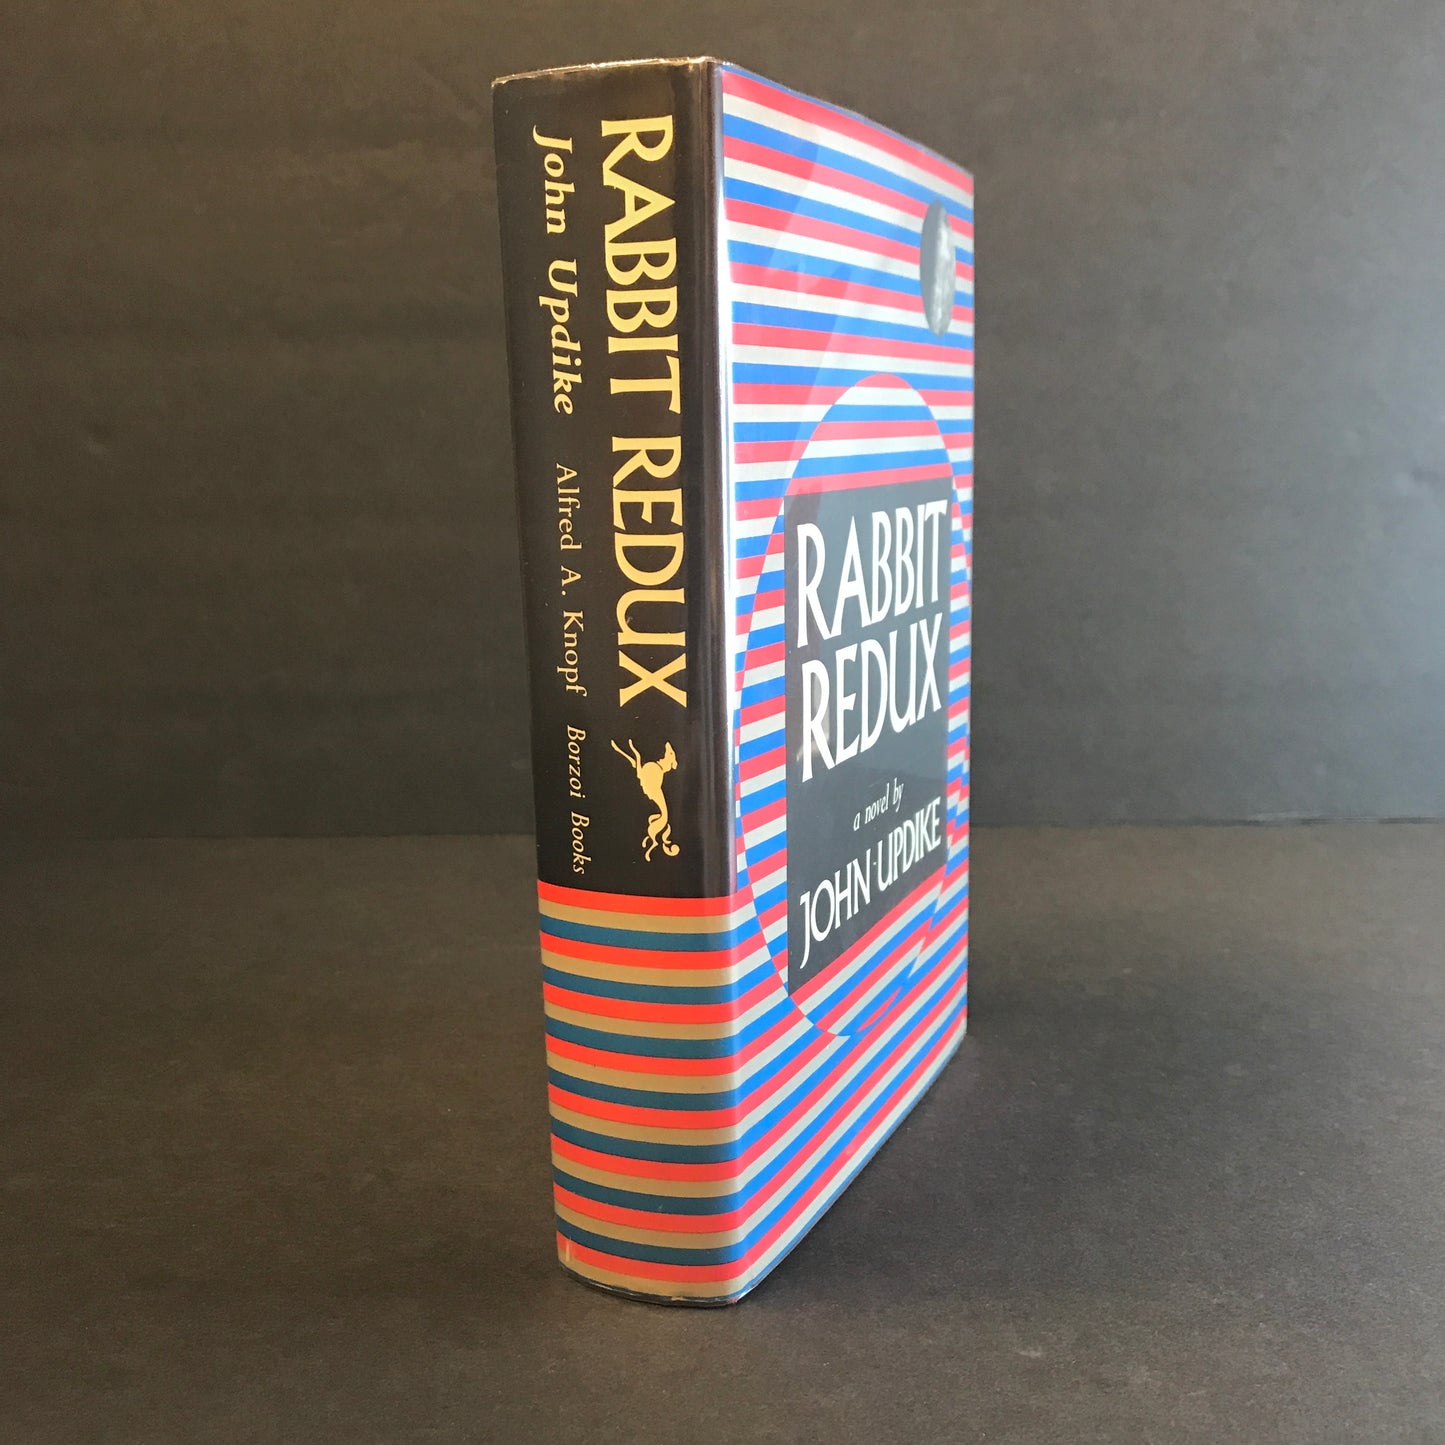 RABBIT REDUX
John Updike Alfred A. Knopf Borzoi Books
RABBIT
REDUX
a novel by
JOHN UPDIKE